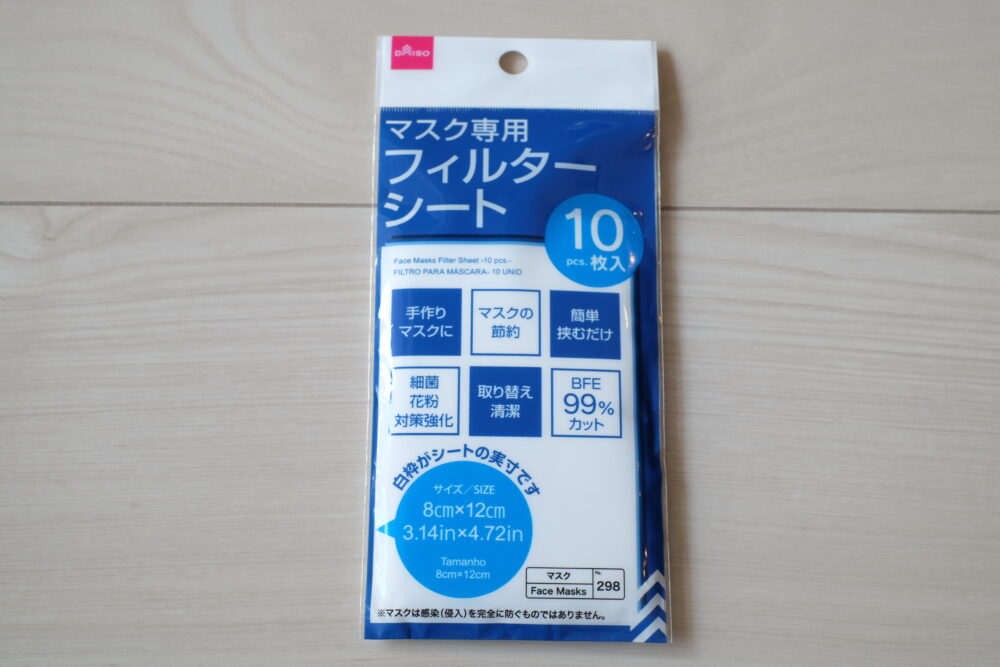 DAISO
マスク専用
フィルター
シート
10
pcs. 枚入
Face Masks Filter Sheet -10 pcs.-
FILTRO PARA MÁSCARA- 10 UNID
手作り
マスクに
マスクの
節約
簡単
挟むだけ
細菌
花粉
対策強化
取り替え
清潔
BFE
99%
カット
白枠がシートの実寸です
サイズ/SIZE
8cm×12cm
3.14in×4.72in
Tamanho
8cm×12cm
マスク
Face Masks
No.
298
※マスクは感染(侵入)を完全に防ぐものではありません。